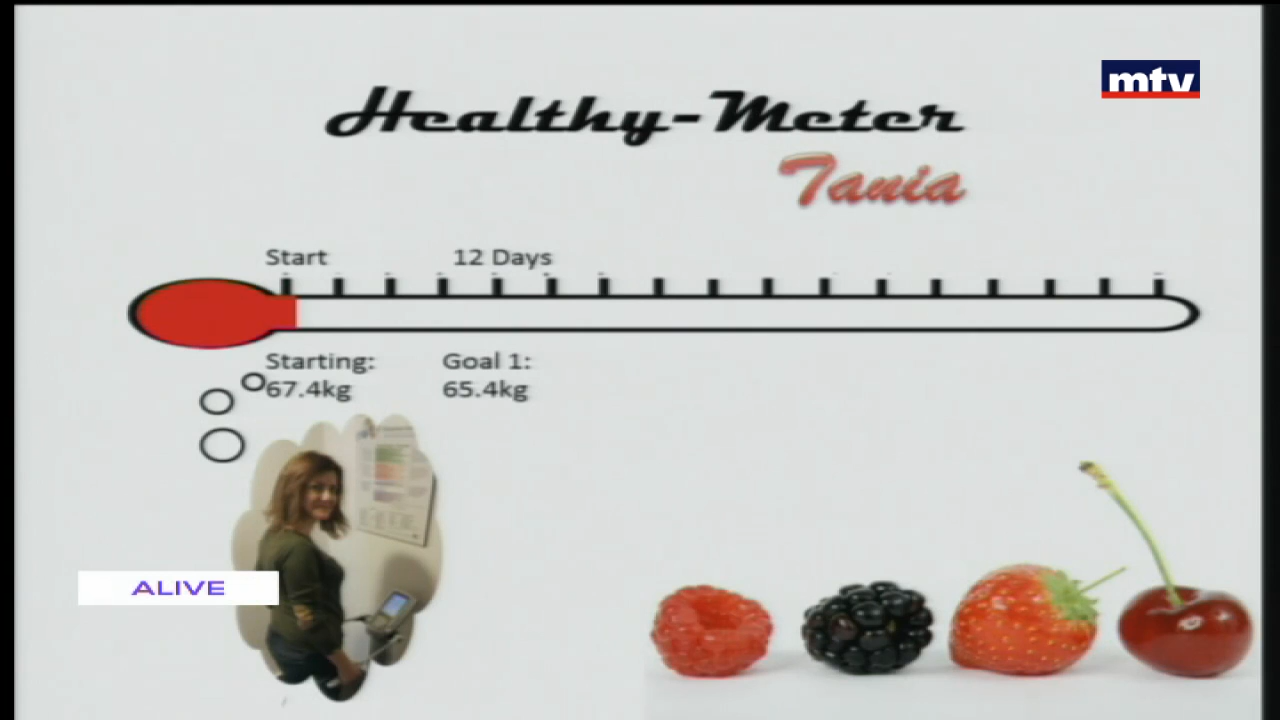 mtv
Healthy-Meter
Tania
Start
12 Days
Starting:
67.4kg
Goal 1:
65.4kg
ALIVE